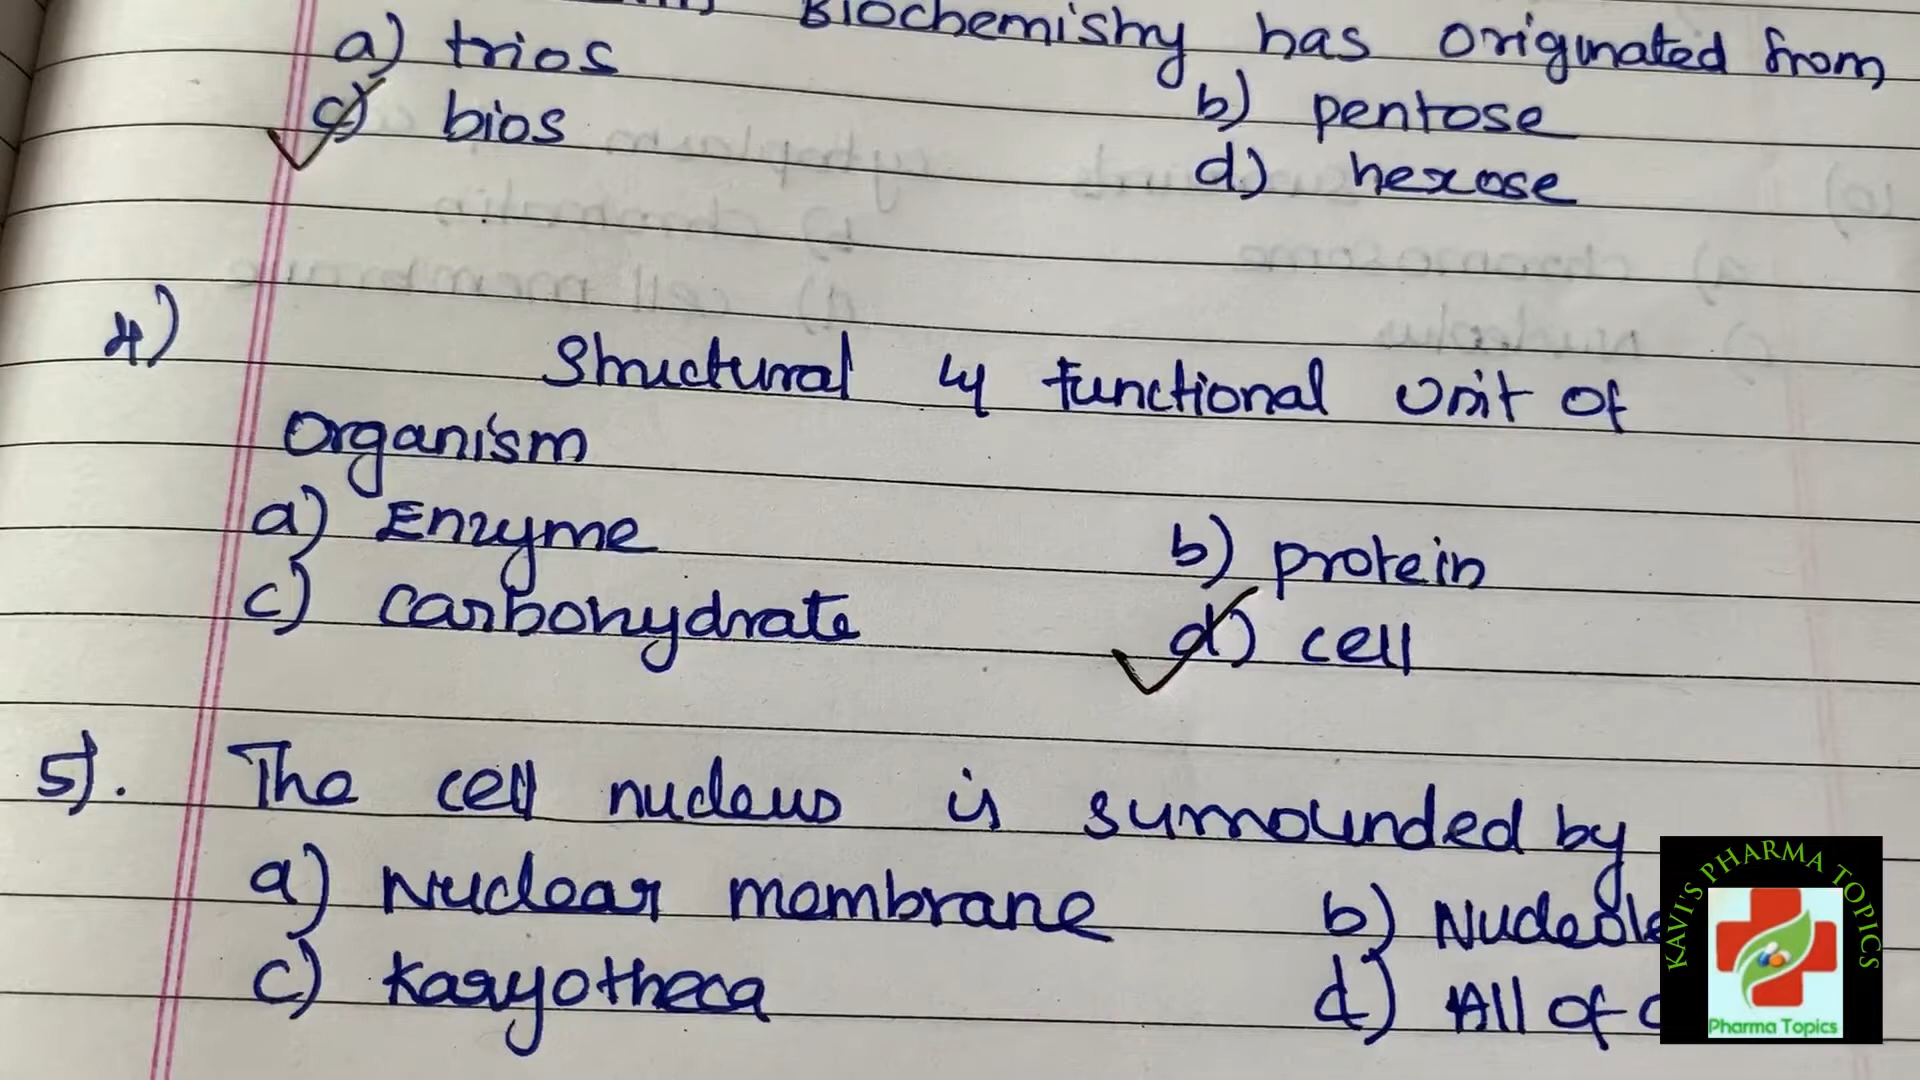 Biochemistry has originated from
a) trios
b) pentose
c) bios
d) hexose
4)
Structural & functional unit of
Organism
a) Enzyme
b) protein
c) carbohydrate
d) cell
5). The cell nucleus is surrounded by
a) Nuclear membrane
b) Nucleole
c) Karyotheca
d) All of
KAVI'S PHARMA TOPICS
Pharma Topics